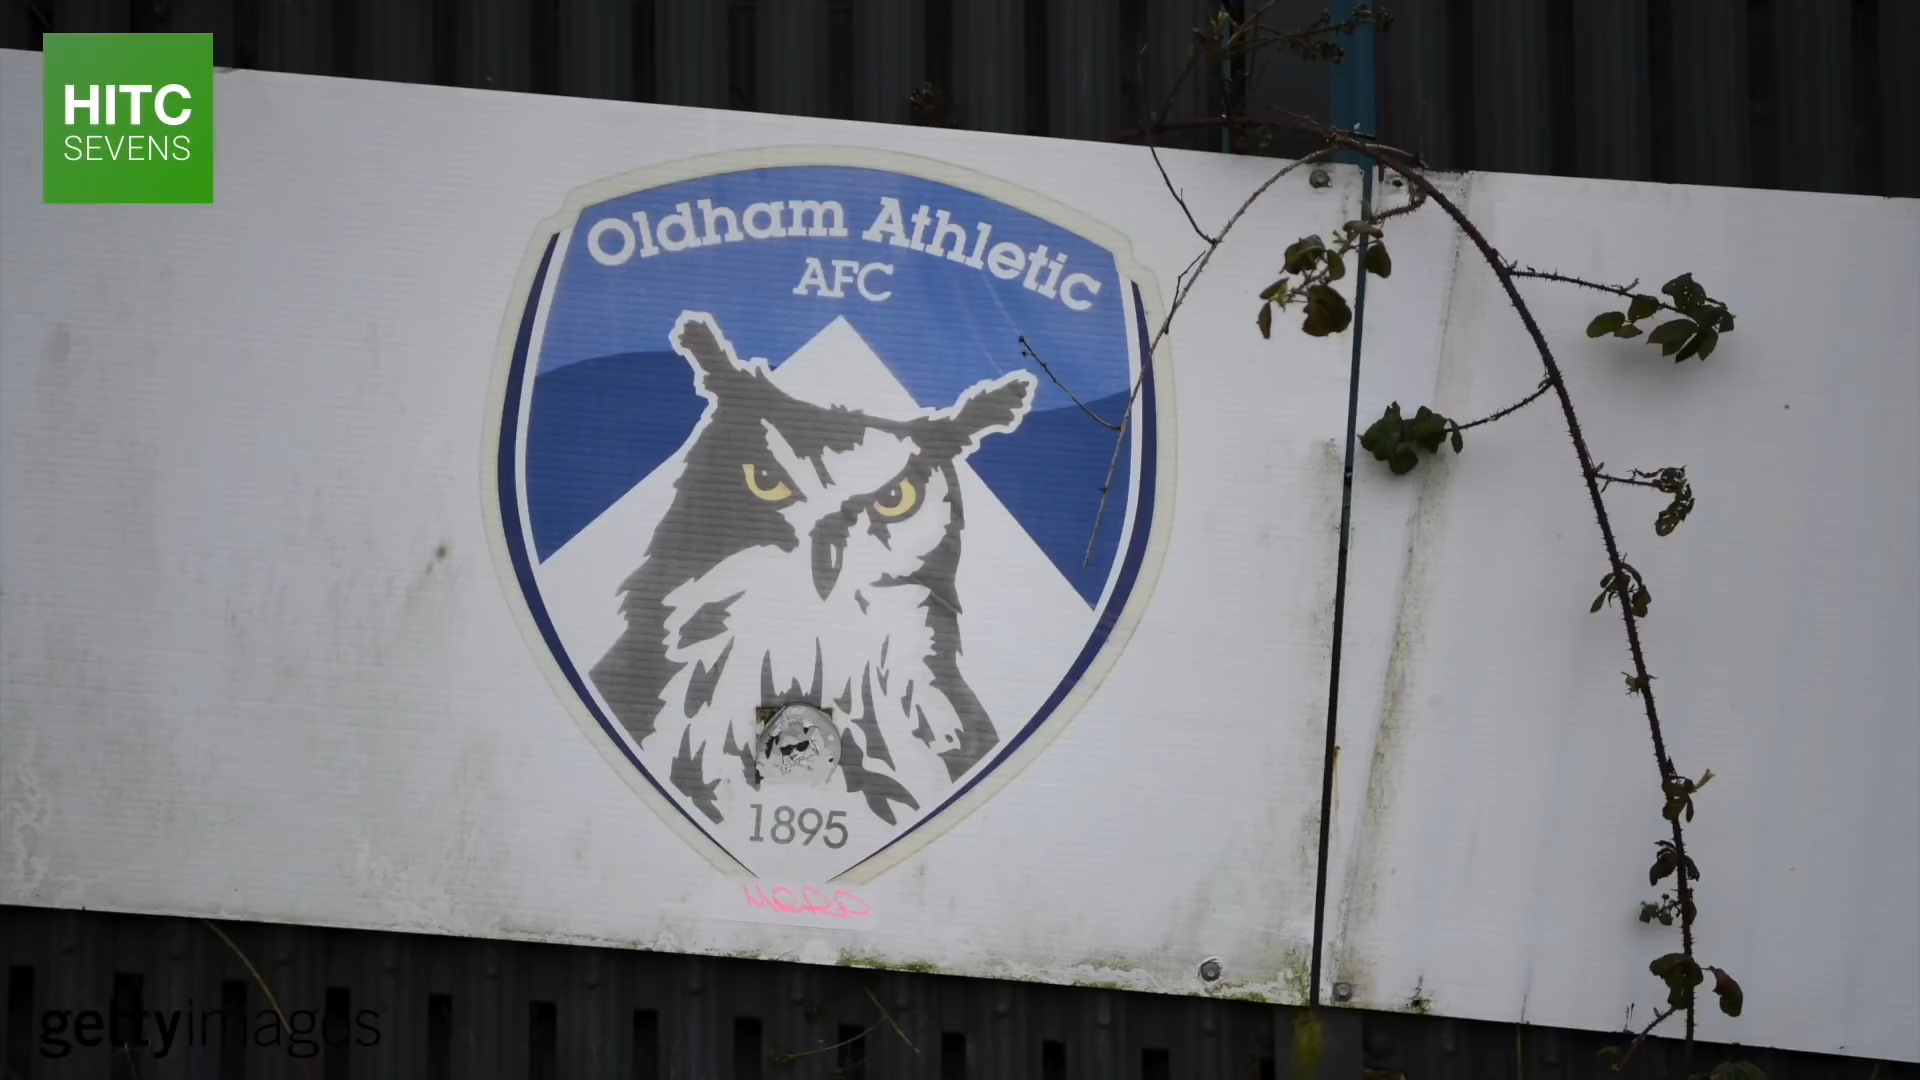 HITC
SEVENS
Oldham Athletic
AFC
1895
gettyimages